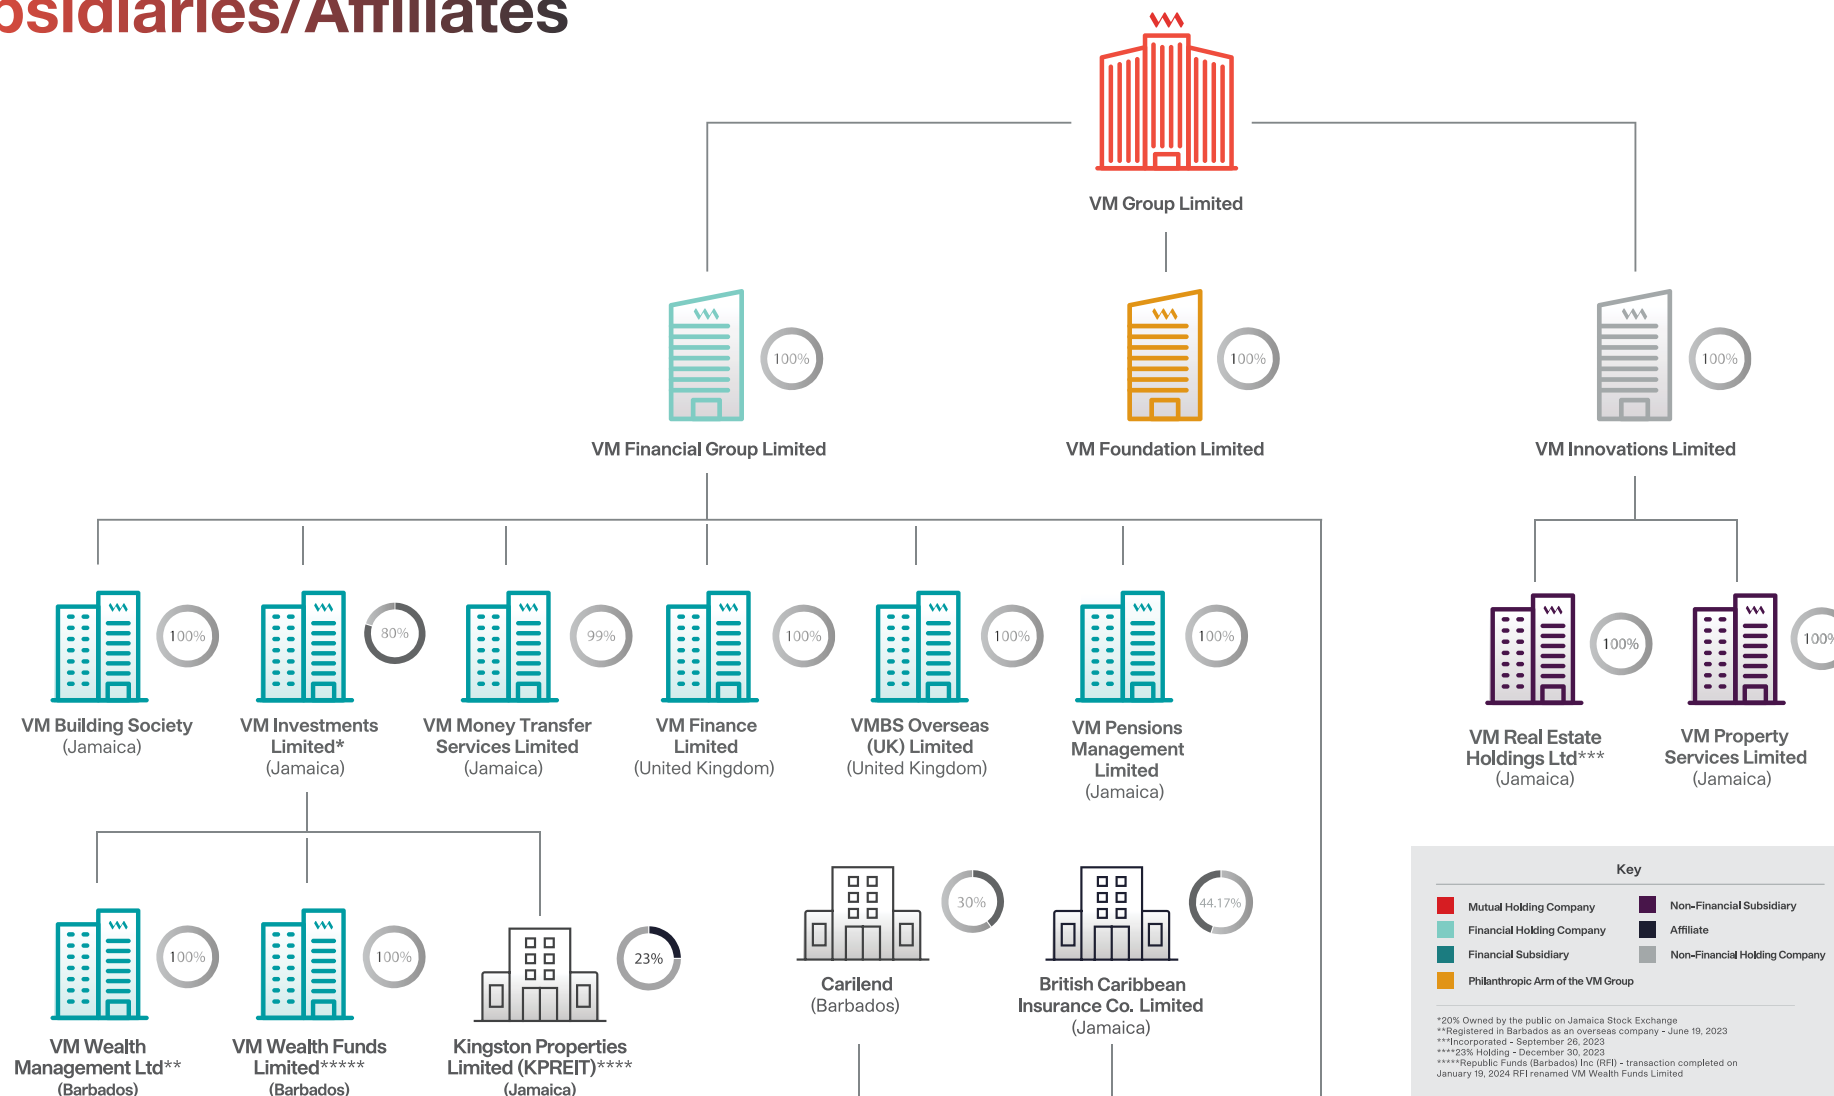 bsidiaries/Affiliates
VM Group Limited
100%
100%
100%
VM Financial Group Limited
VM Foundation Limited
VM Innovations Limited
100%
80%
99%
100%
100%
100%
100%
100%
VM Building Society
(Jamaica)
VM Investments
Limited*
(Jamaica)
VM Money Transfer
Services Limited
(Jamaica)
VM Finance
Limited
(United Kingdom)
VMBS Overseas
(UK) Limited
(United Kingdom)
VM Pensions
Management
Limited
(Jamaica)
VM Real Estate
Holdings Ltd***
(Jamaica)
VM Property
Services Limited
(Jamaica)
100%
100%
23%
30%
44.17%
VM Wealth
Management Ltd**
(Barbados)
VM Wealth Funds
Limited*****
(Barbados)
Kingston Properties
Limited (KPREIT)****
(Jamaica)
Carilend
(Barbados)
British Caribbean
Insurance Co. Limited
(Jamaica)
Key
Mutual Holding Company
Financial Holding Company
Financial Subsidiary
Philanthropic Arm of the VM Group
Non-Financial Subsidiary
Affiliate
Non-Financial Holding Company
*20% Owned by the public on Jamaica Stock Exchange
**Registered in Barbados as an overseas company - June 19, 2023
***Incorporated - September 26, 2023
****23% Holding - December 30, 2023
*****Republic Funds (Barbados) Inc (RFI) - transaction completed on
January 19, 2024 RFI renamed VM Wealth Funds Limited